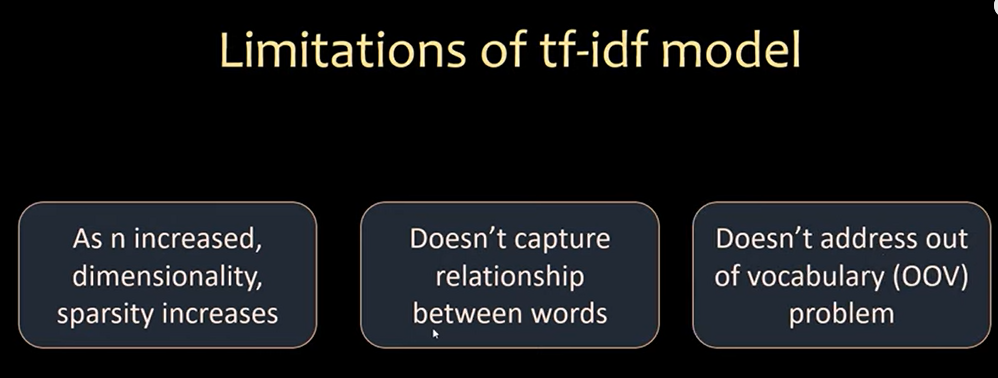 Limitations of tf-idf model
As n increased,
dimensionality,
sparsity increases
Doesn’t capture
relationship
between words
Doesn’t address out
of vocabulary (OOV)
problem